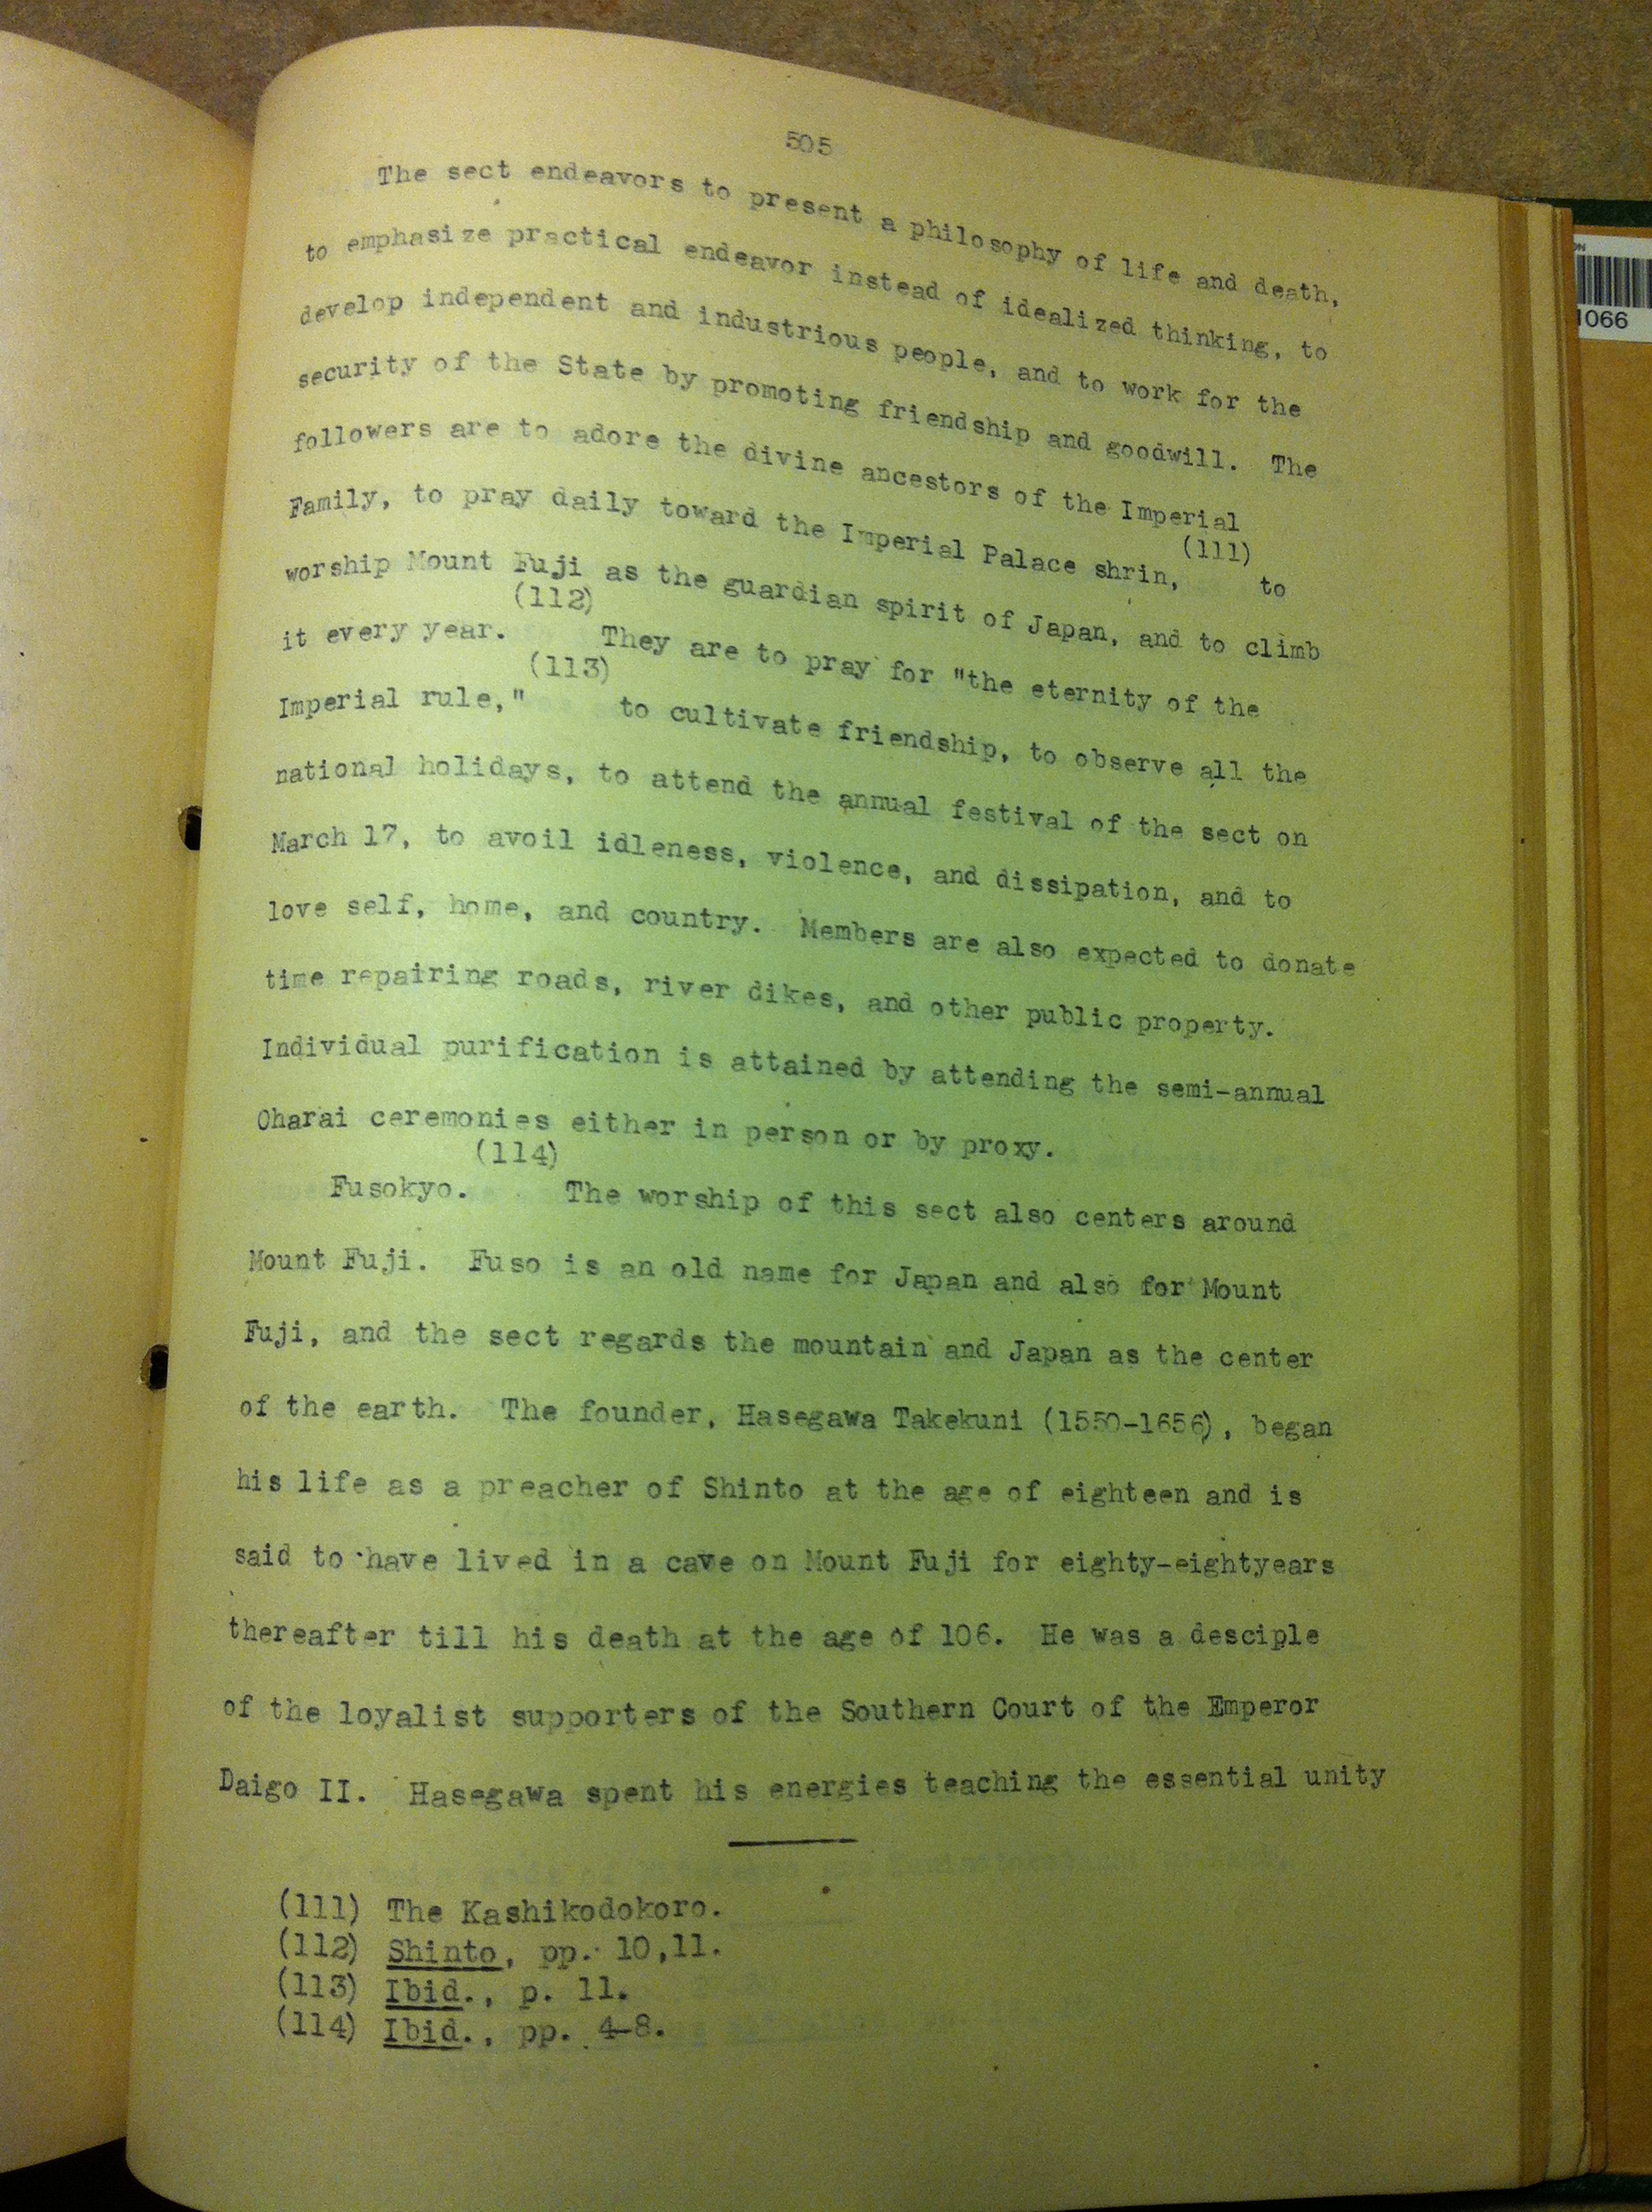 505
The sect endeavors to present a philosophy of life and death,
to emphasize practical endeavor instead of idealized thinking, to
develop independent and industrious people, and to work for the
security of the State by promoting friendship and goodwill. The
followers are to adore the divine ancestors of the Imperial
Family, to pray daily toward the Imperial Palace shrin, (111) to
worship Mount Fuji as the guardian spirit of Japan, and to climb
it every year. (112) They are to pray for "the eternity of the
Imperial rule," (113) to cultivate friendship, to observe all the
national holidays, to attend the annual festival of the sect on
March 17, to avoil idleness, violence, and dissipation, and to
love self, home, and country. Members are also expected to donate
time repairing roads, river dikes, and other public property.
Individual purification is attained by attending the semi-annual
Oharai ceremonies either in person or by proxy.
Fusokyo. (114) The worship of this sect also centers around
Mount Fuji. Fuso is an old name for Japan and also for Mount
Fuji, and the sect regards the mountain and Japan as the center
of the earth. The founder, Hasegawa Takekuni (1550-1656), began
his life as a preacher of Shinto at the age of eighteen and is
said to have lived in a cave on Mount Fuji for eighty-eightyears
thereafter till his death at the age of 106. He was a desciple
of the loyalist supporters of the Southern Court of the Emperor
Daigo II. Hasegawa spent his energies teaching the essential unity
(111) The Kashikodokoro.
(112) Shinto, pp. 10,11.
(113) Ibid., p. 11.
(114) Ibid., pp. 4-8.
1066